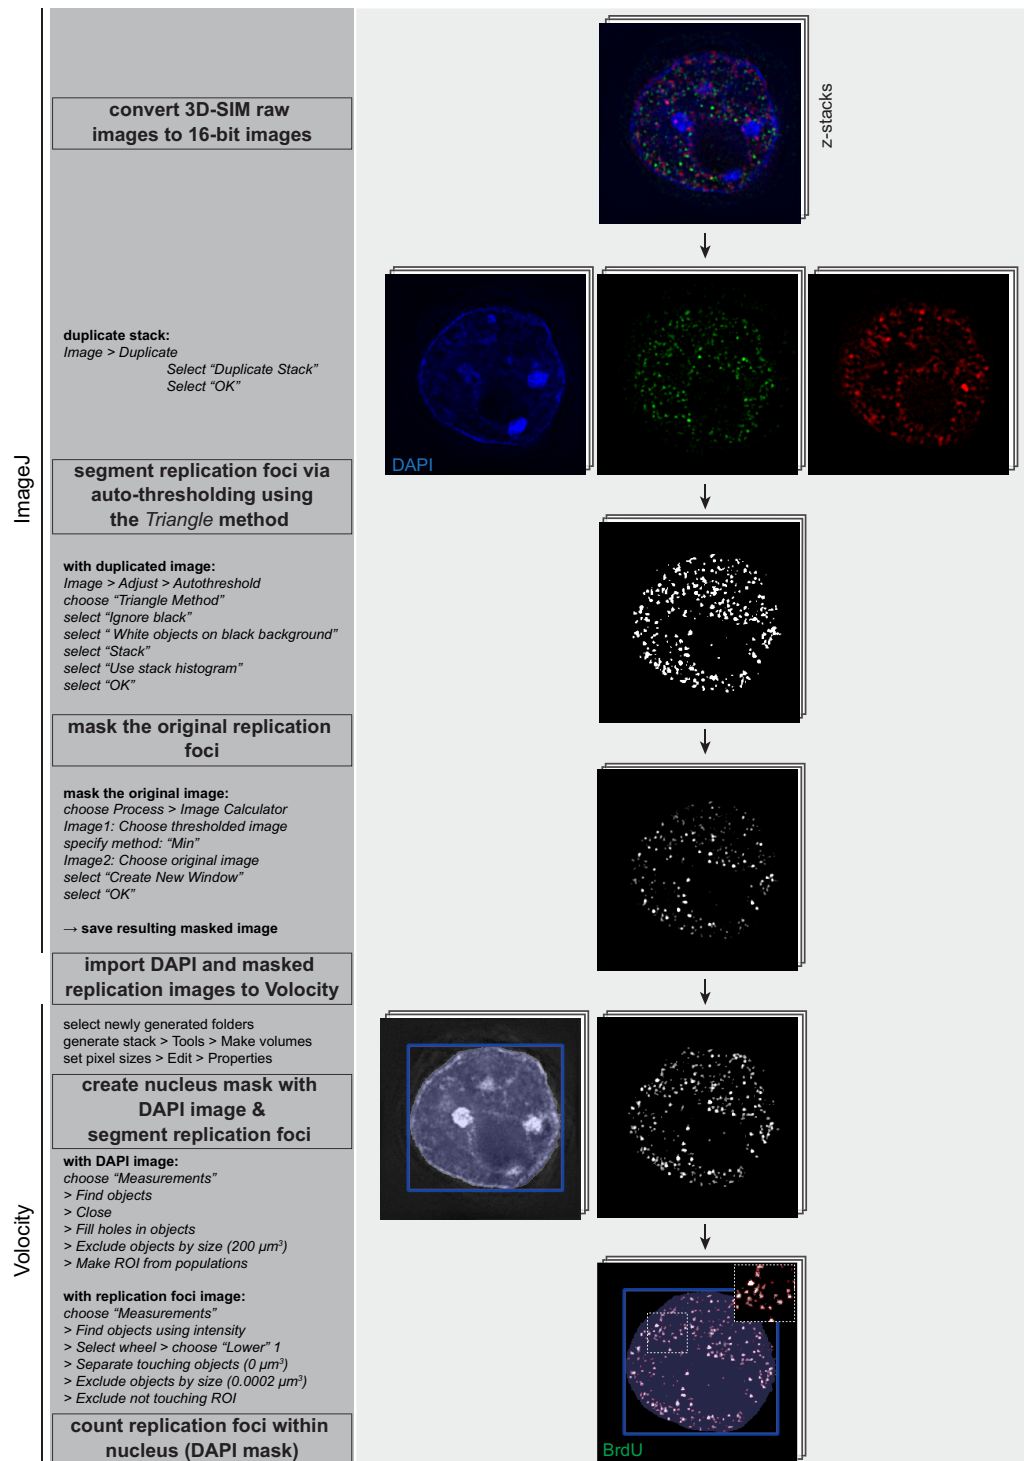 convert 3D-SIM raw
images to 16-bit images
z-stacks
duplicate stack:
Image > Duplicate
Select “Duplicate Stack”
Select “OK”
DAPI
ImageJ
segment replication foci via
auto-thresholding using
the Triangle method
with duplicated image:
Image > Adjust > Autothreshold
choose “Triangle Method”
select “Ignore black”
select “ White objects on black background”
select “Stack”
select “Use stack histogram”
select “OK”
mask the original replication
foci
mask the original image:
choose Process > Image Calculator
Image1: Choose thresholded image
specify method: “Min”
Image2: Choose original image
select “Create New Window”
select “OK”
→ save resulting masked image
import DAPI and masked
replication images to Volocity
select newly generated folders
generate stack > Tools > Make volumes
set pixel sizes > Edit > Properties
Volocity
create nucleus mask with
DAPI image &
segment replication foci
with DAPI image:
choose “Measurements”
> Find objects
> Close
> Fill holes in objects
> Exclude objects by size (200 µm³)
> Make ROI from populations
with replication foci image:
choose “Measurements”
> Find objects using intensity
> Select wheel > choose “Lower” 1
> Separate touching objects (0 µm³)
> Exclude objects by size (0.0002 µm³)
> Exclude not touching ROI
count replication foci within
nucleus (DAPI mask)
BrdU